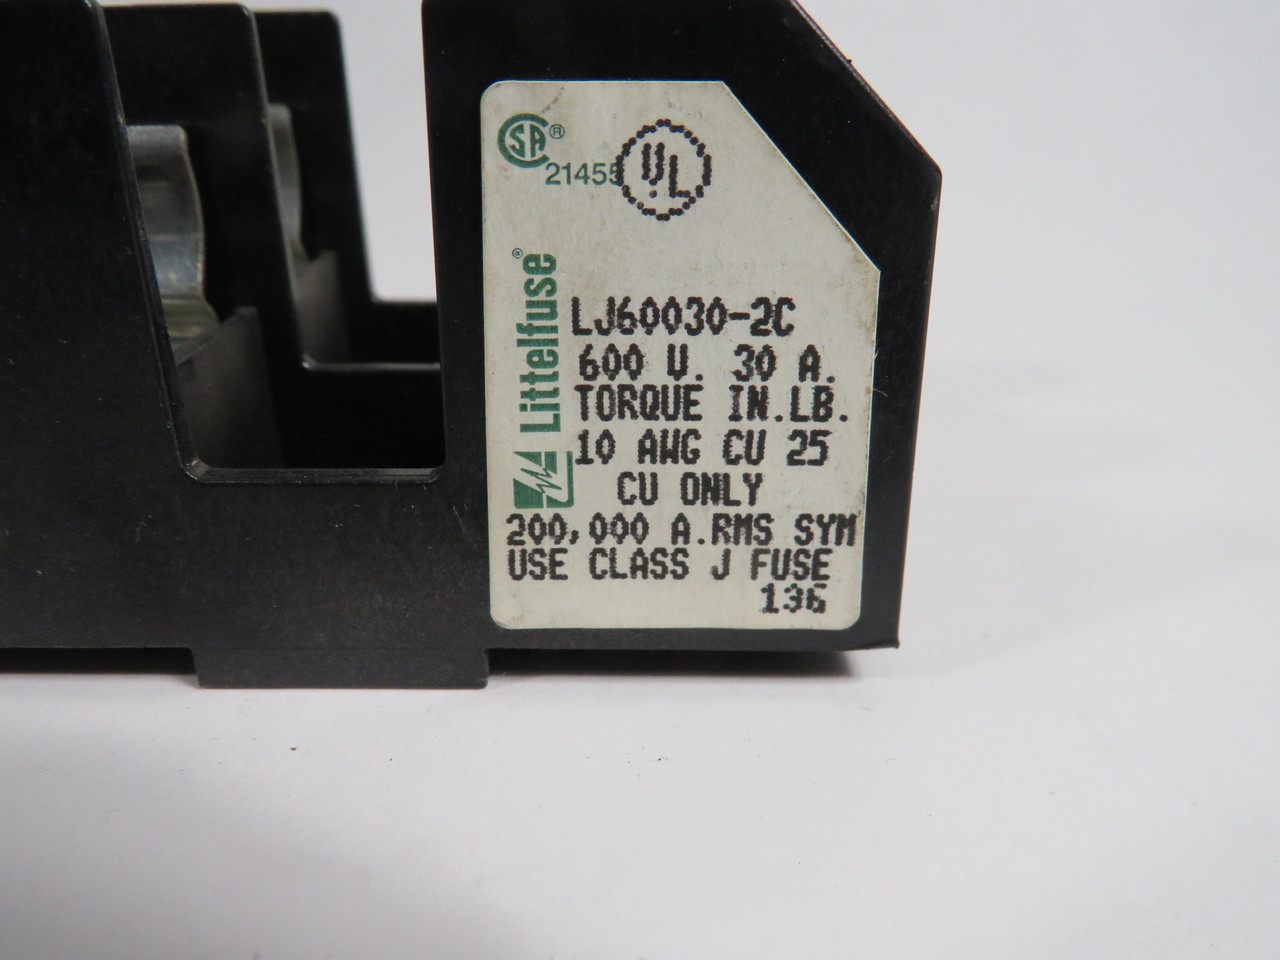 SA ®
21455
UL
Littelfuse®
LJ60030-2C
600 V. 30 A.
TORQUE IN.LB.
10 AWG CU 25
CU ONLY
200,000 A.RMS SYM
USE CLASS J FUSE
136